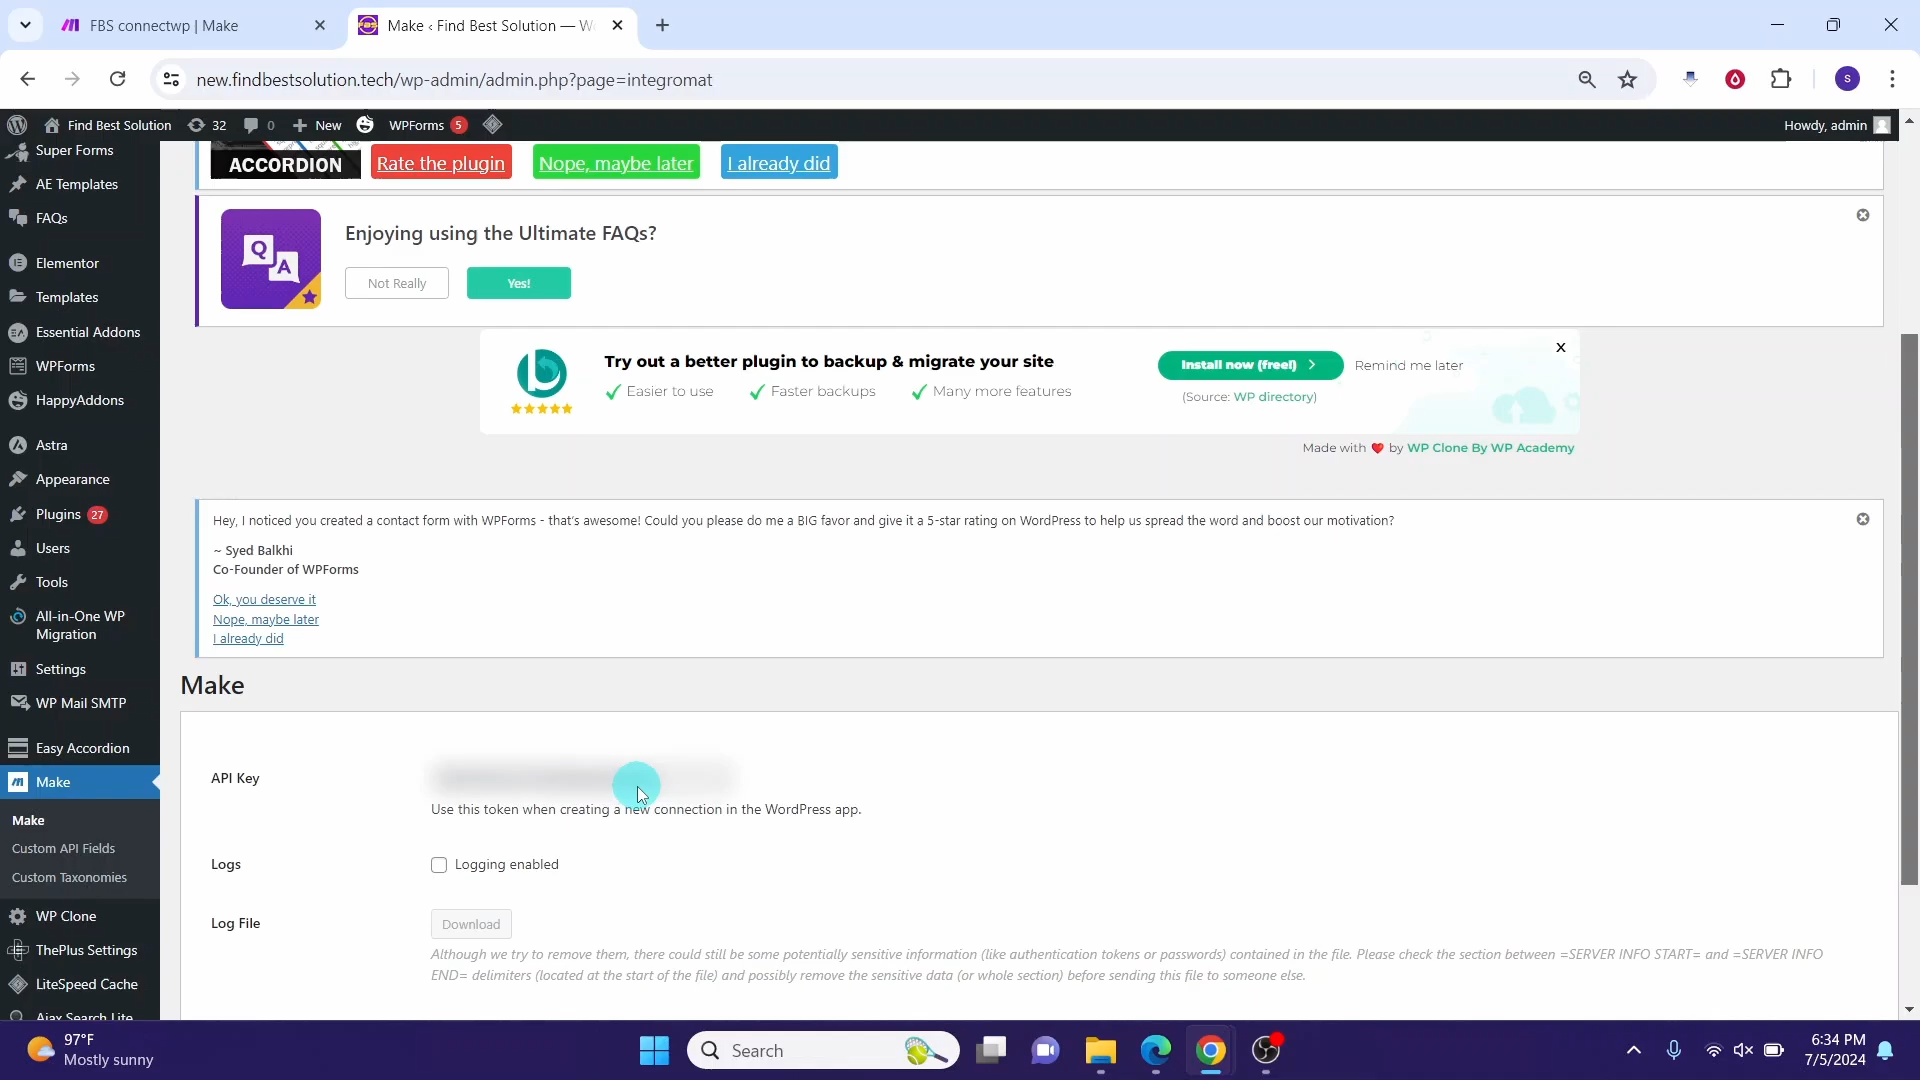 FBS connectwp | Make
Make ‹ Find Best Solution — W
new.findbestsolution.tech/wp-admin/admin.php?page=integromat
S
Find Best Solution
32
0
New
WPForms 5
Howdy, admin
Super Forms
AE Templates
FAQs
Elementor
Templates
Essential Addons
WPForms
HappyAddons
Astra
Appearance
Plugins 27
Users
Tools
All-in-One WP
Migration
Settings
WP Mail SMTP
Easy Accordion
Make
Make
Custom API Fields
Custom Taxonomies
WP Clone
ThePlus Settings
LiteSpeed Cache
Ajax Search Lite
ACCORDION
Rate the plugin
Nope, maybe later
I already did
Q
A
Enjoying using the Ultimate FAQs?
Not Really
Yes!
Try out a better plugin to backup & migrate your site
Easier to use
Faster backups
Many more features
Install now (free!)
Remind me later
X
(Source: WP directory)
Made with ❤ by WP Clone By WP Academy
Hey, I noticed you created a contact form with WPForms - that's awesome! Could you please do me a BIG favor and give it a 5-star rating on WordPress to help us spread the word and boost our motivation?
~ Syed Balkhi
Co-Founder of WPForms
Ok, you deserve it
Nope, maybe later
I already did
Make
API Key
Use this token when creating a new connection in the WordPress app.
Logs
Logging enabled
Log File
Download
Although we try to remove them, there could still be some potentially sensitive information (like authentication tokens or passwords) contained in the file. Please check the section between =SERVER INFO START= and =SERVER INFO
END= delimiters (located at the start of the file) and possibly remove the sensitive data (or whole section) before sending this file to someone else.
97°F
Mostly sunny
Search
6:34 PM
7/5/2024